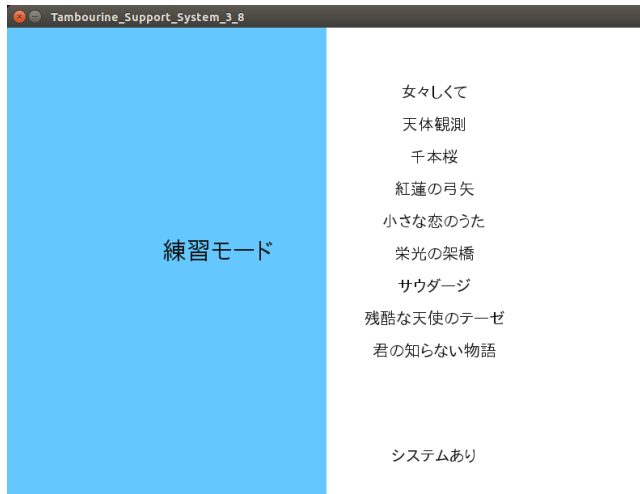 Tambourine_Support_System_3_8
練習モード
女々しくて
天体観測
千本桜
紅蓮の弓矢
小さな恋のうた
栄光の架橋
サウダージ
残酷な天使のテーゼ
君の知らない物語
システムあり